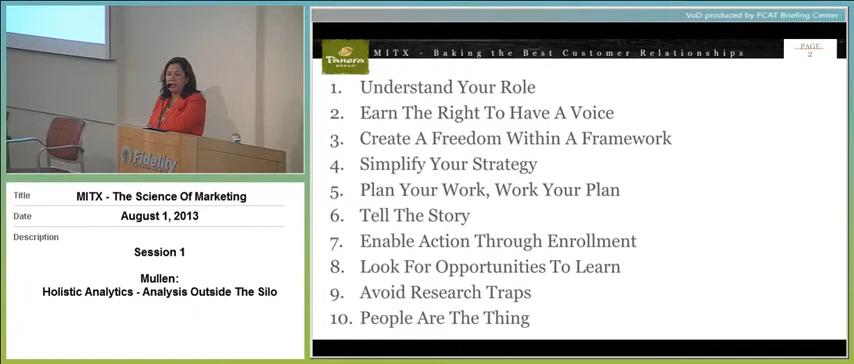 VoD produced by FCAT Briefing Center
Panera
BREAD
MITX - Baking the Best Customer Relationships
PAGE
2
1. Understand Your Role
2. Earn The Right To Have A Voice
3. Create A Freedom Within A Framework
4. Simplify Your Strategy
5. Plan Your Work, Work Your Plan
6. Tell The Story
7. Enable Action Through Enrollment
8. Look For Opportunities To Learn
9. Avoid Research Traps
10. People Are The Thing
Fidelity
Title MITX - The Science Of Marketing
Date August 1, 2013
Description
Session 1
Mullen:
Holistic Analytics - Analysis Outside The Silo